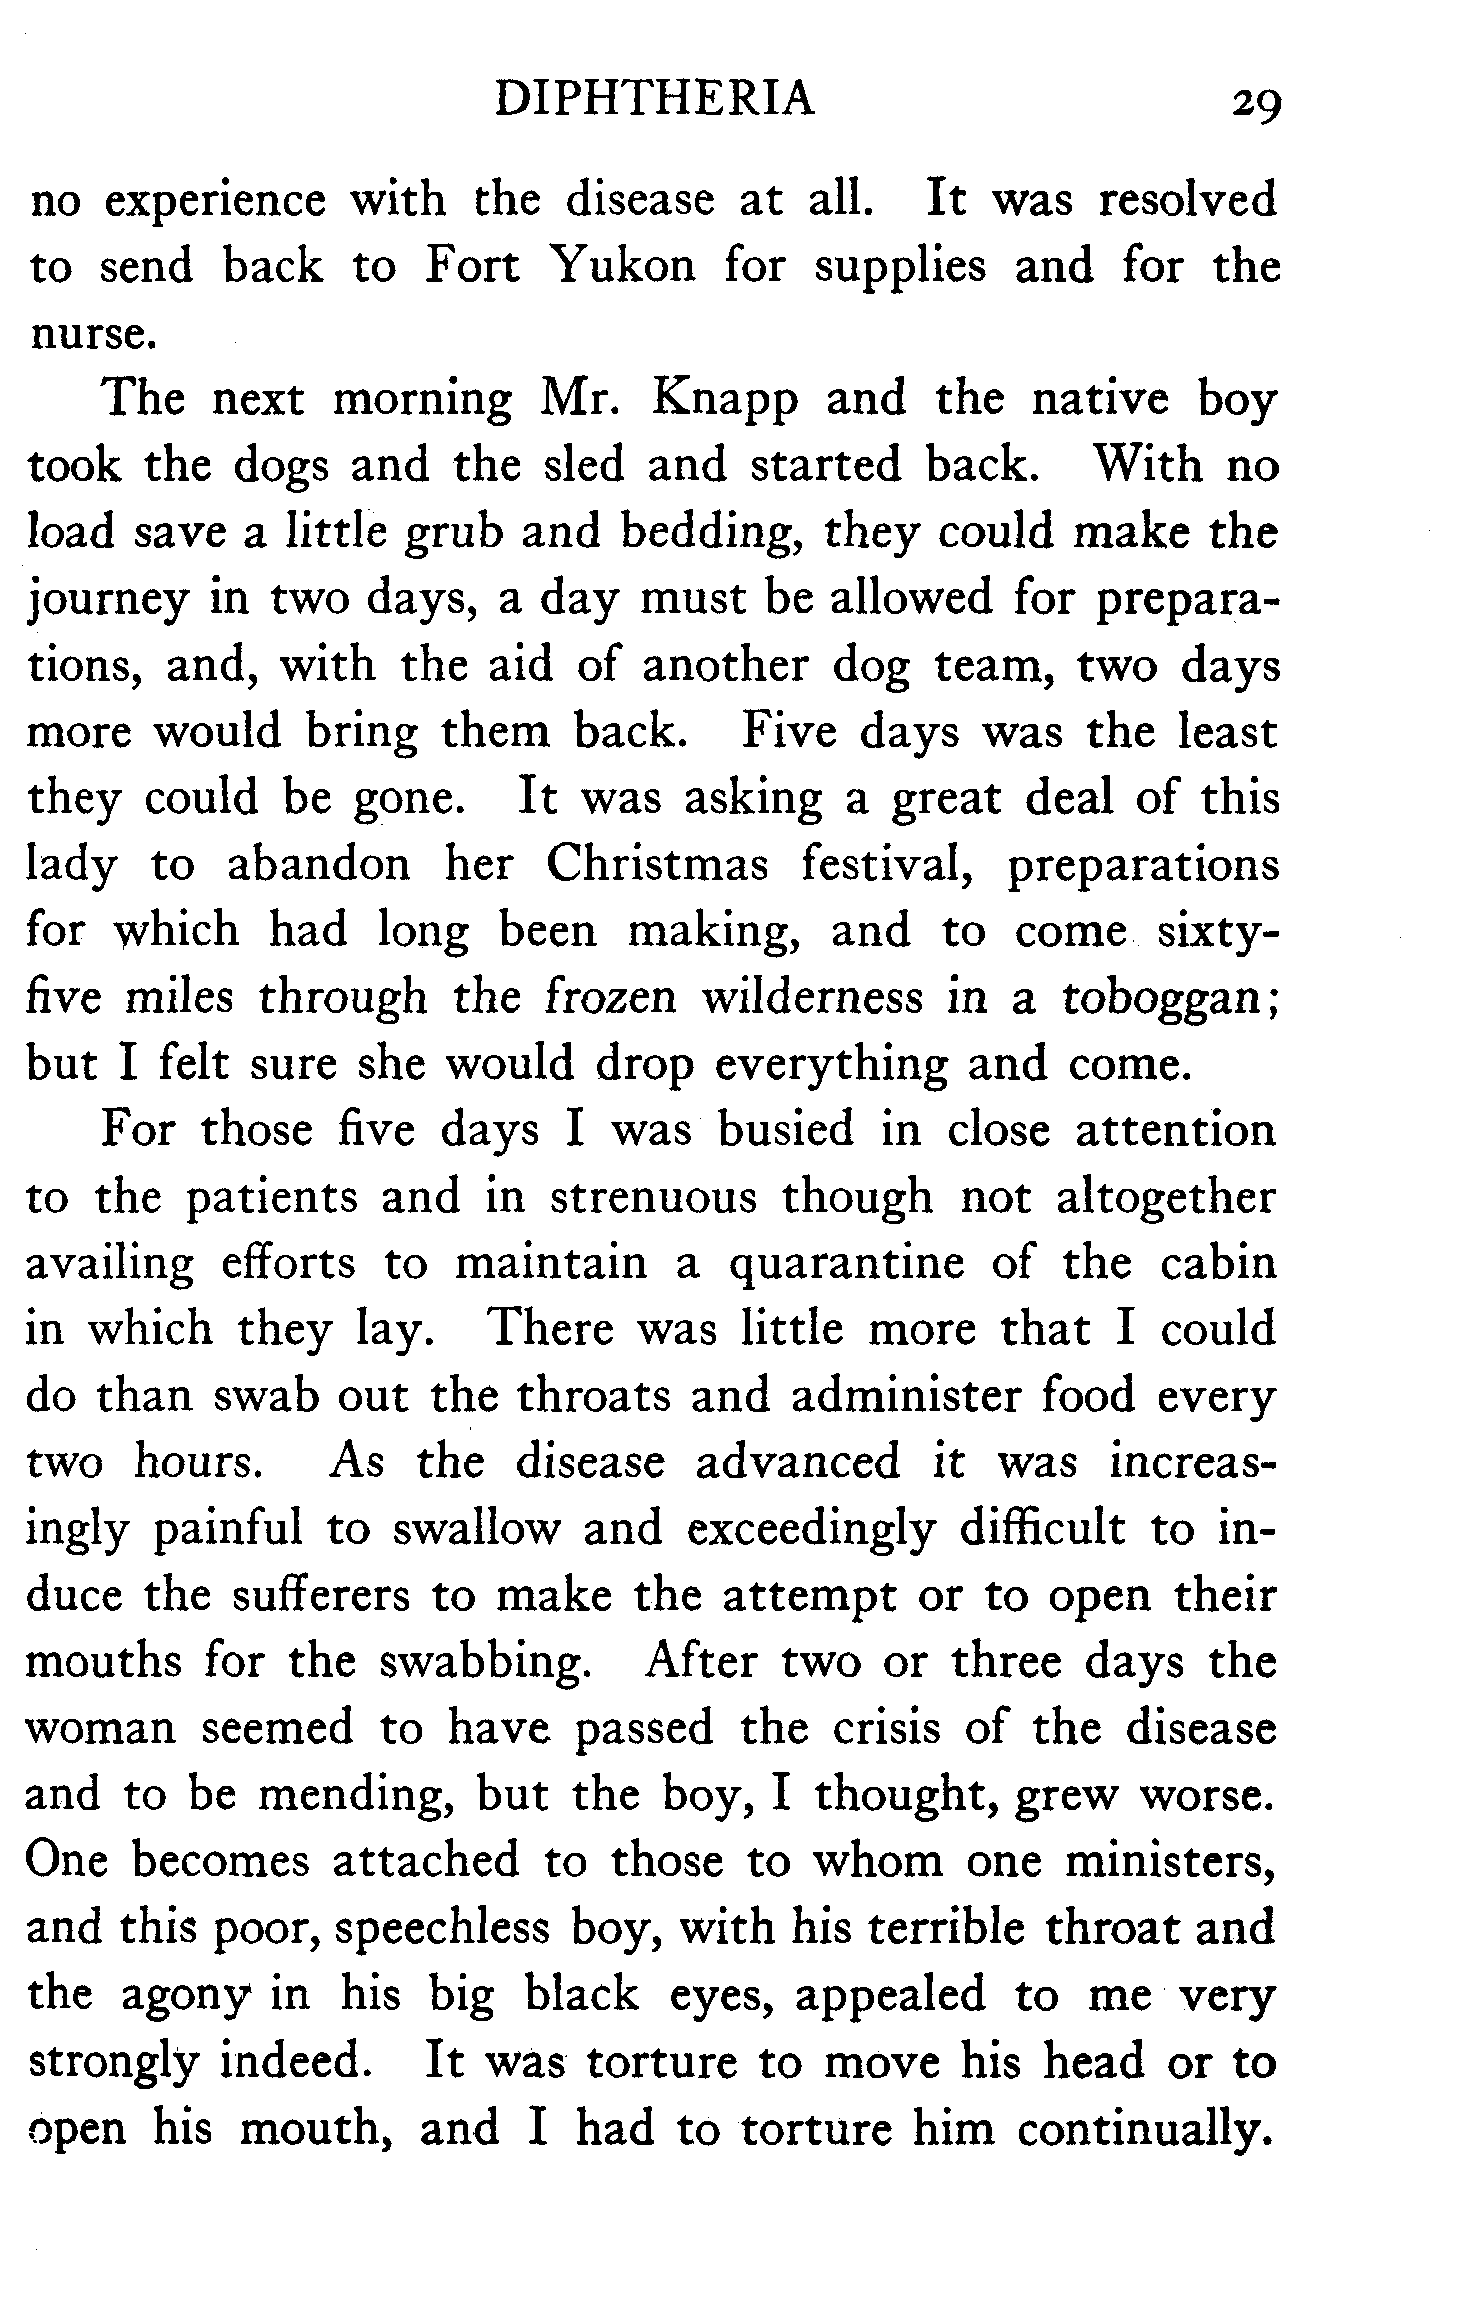 DIPHTHERIA 29
no experience with the disease at all. It was resolved
to send back to Fort Yukon for supplies and for the
nurse.
The next morning Mr. Knapp and the native boy
took the dogs and the sled and started back. With no
load save a little grub and bedding, they could make the
journey in two days, a day must be allowed for prepara-
tions, and, with the aid of another dog team, two days
more would bring them back. Five days was the least
they could be gone. It was asking a great deal of this
lady to abandon her Christmas festival, preparations
for which had long been making, and to come sixty-
five miles through the frozen wilderness in a toboggan;
but I felt sure she would drop everything and come.
For those five days I was busied in close attention
to the patients and in strenuous though not altogether
availing efforts to maintain a quarantine of the cabin
in which they lay. There was little more that I could
do than swab out the throats and administer food every
two hours. As the disease advanced it was increas-
ingly painful to swallow and exceedingly difficult to in-
duce the sufferers to make the attempt or to open their
mouths for the swabbing. After two or three days the
woman seemed to have passed the crisis of the disease
and to be mending, but the boy, I thought, grew worse.
One becomes attached to those to whom one ministers,
and this poor, speechless boy, with his terrible throat and
the agony in his big black eyes, appealed to me very
strongly indeed. It was torture to move his head or to
open his mouth, and I had to torture him continually.